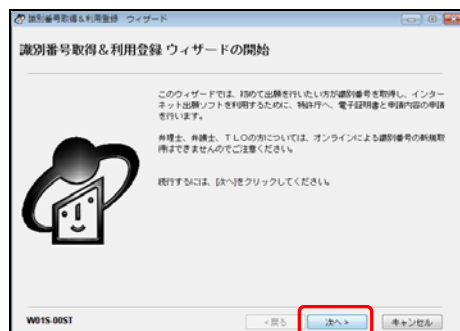 識別番号取得&利用登録 ウィザード
識別番号取得&利用登録 ウィザードの開始
このウィザードでは、初めて出願を行いたい方が識別番号を取得し、インター
ネット出願ソフトを利用するために、特許庁へ、電子証明書と申請内容の申請
を行います。
弁理士、弁護士、TLOの方については、オンラインによる識別番号の新規取
得はできませんのでご注意ください。
続行するには、[次へ]をクリックしてください。
W01S-00ST
<戻る
次へ>
キャンセル